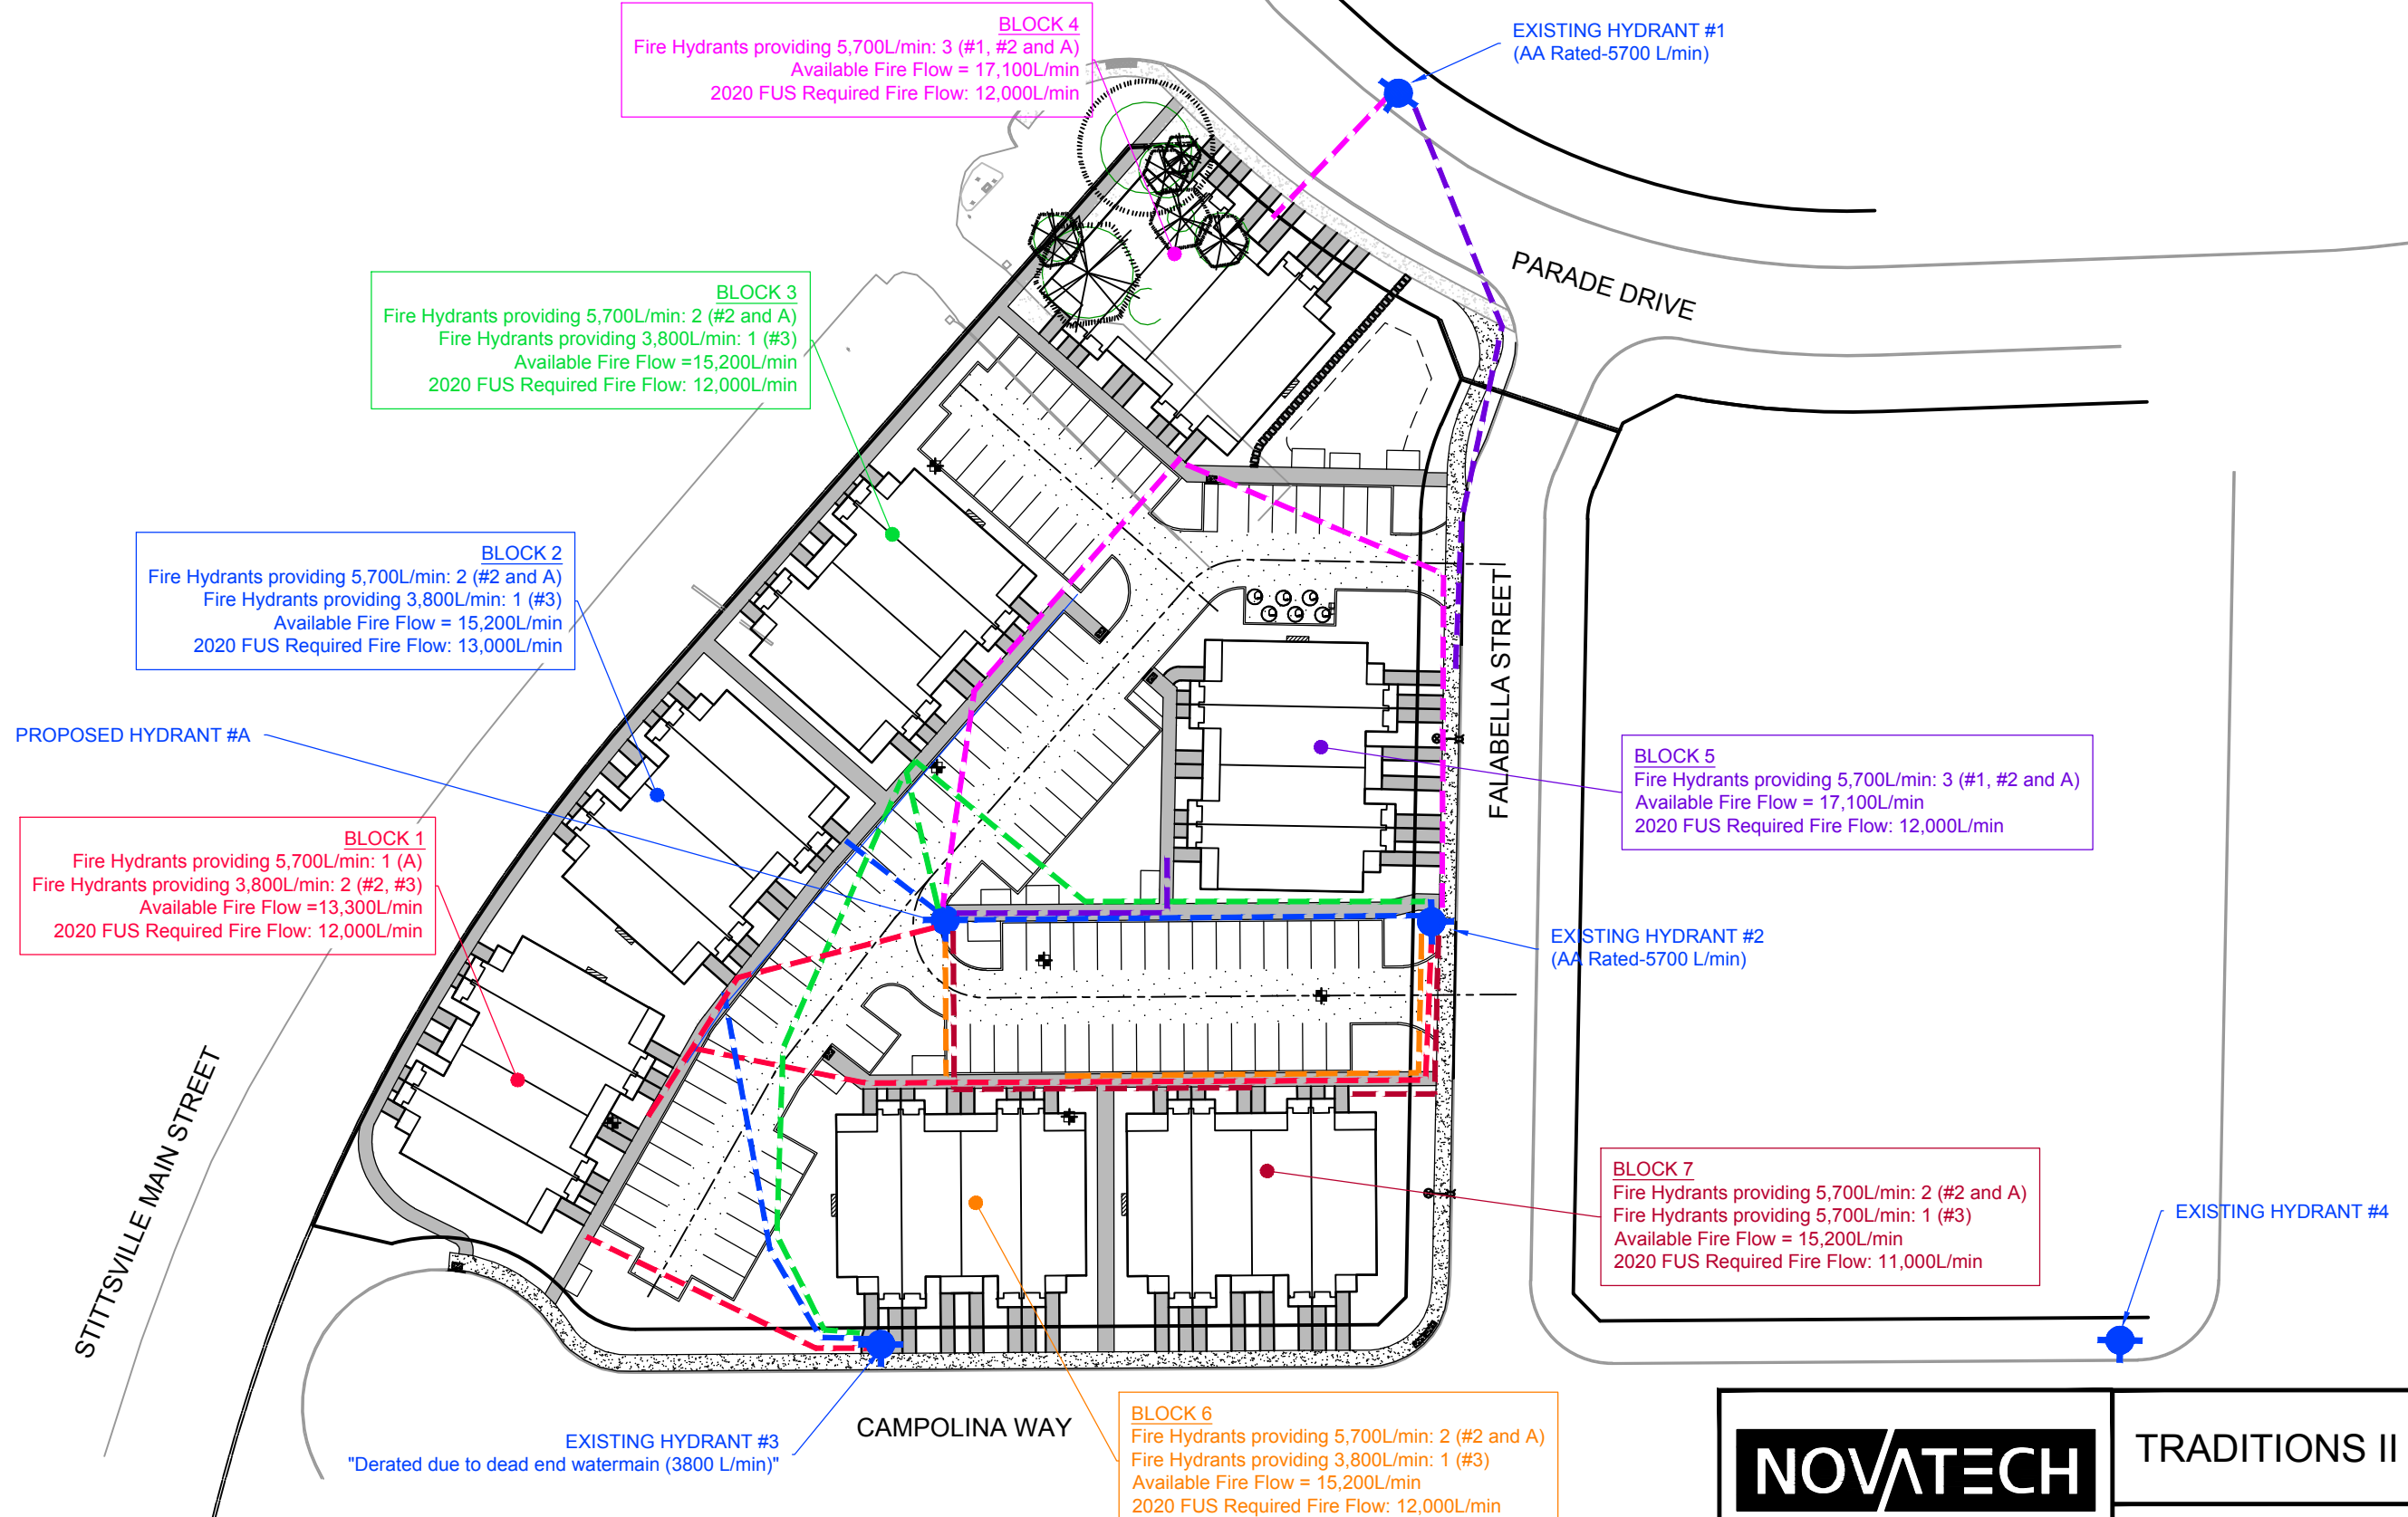 BLOCK 4
Fire Hydrants providing 5,700L/min: 3 (#1, #2 and A)
Available Fire Flow = 17,100L/min
2020 FUS Required Fire Flow: 12,000L/min
EXISTING HYDRANT #1
(AA Rated-5700 L/min)
PARADE DRIVE
BLOCK 3
Fire Hydrants providing 5,700L/min: 2 (#2 and A)
Fire Hydrants providing 3,800L/min: 1 (#3)
Available Fire Flow =15,200L/min
2020 FUS Required Fire Flow: 12,000L/min
BLOCK 2
Fire Hydrants providing 5,700L/min: 2 (#2 and A)
Fire Hydrants providing 3,800L/min: 1 (#3)
Available Fire Flow = 15,200L/min
2020 FUS Required Fire Flow: 13,000L/min
FALABELLA STREET
PROPOSED HYDRANT #A
BLOCK 5
Fire Hydrants providing 5,700L/min: 3 (#1, #2 and A)
Available Fire Flow = 17,100L/min
2020 FUS Required Fire Flow: 12,000L/min
BLOCK 1
Fire Hydrants providing 5,700L/min: 1 (A)
Fire Hydrants providing 3,800L/min: 2 (#2, #3)
Available Fire Flow =13,300L/min
2020 FUS Required Fire Flow: 12,000L/min
EXISTING HYDRANT #2
(AA Rated-5700 L/min)
STITTSVILLE MAIN STREET
BLOCK 7
Fire Hydrants providing 5,700L/min: 2 (#2 and A)
Fire Hydrants providing 5,700L/min: 1 (#3)
Available Fire Flow = 15,200L/min
2020 FUS Required Fire Flow: 11,000L/min
EXISTING HYDRANT #4
EXISTING HYDRANT #3
"Derated due to dead end watermain (3800 L/min)"
CAMPOLINA WAY
BLOCK 6
Fire Hydrants providing 5,700L/min: 2 (#2 and A)
Fire Hydrants providing 3,800L/min: 1 (#3)
Available Fire Flow = 15,200L/min
2020 FUS Required Fire Flow: 12,000L/min
NOVATECH
TRADITIONS II